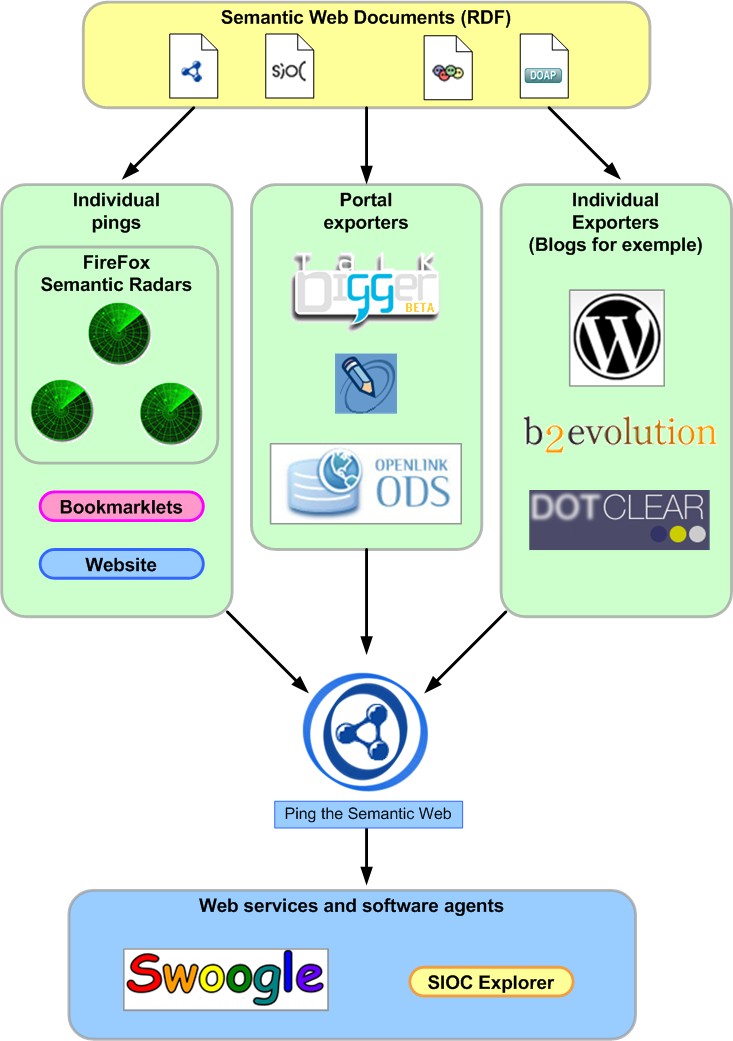 Semantic Web Documents (RDF)
SjOC
DOAP
Individual
pings
FireFox
Semantic Radars
Bookmarklets
Website
Portal
exporters
Talk
Digger
BETA
OPENLINK
ODS
Individual
Exporters
(Blogs for exemple)
W
b2evolution
DOTCLEAR
Ping the Semantic Web
Web services and software agents
Swoogle
SIOC Explorer